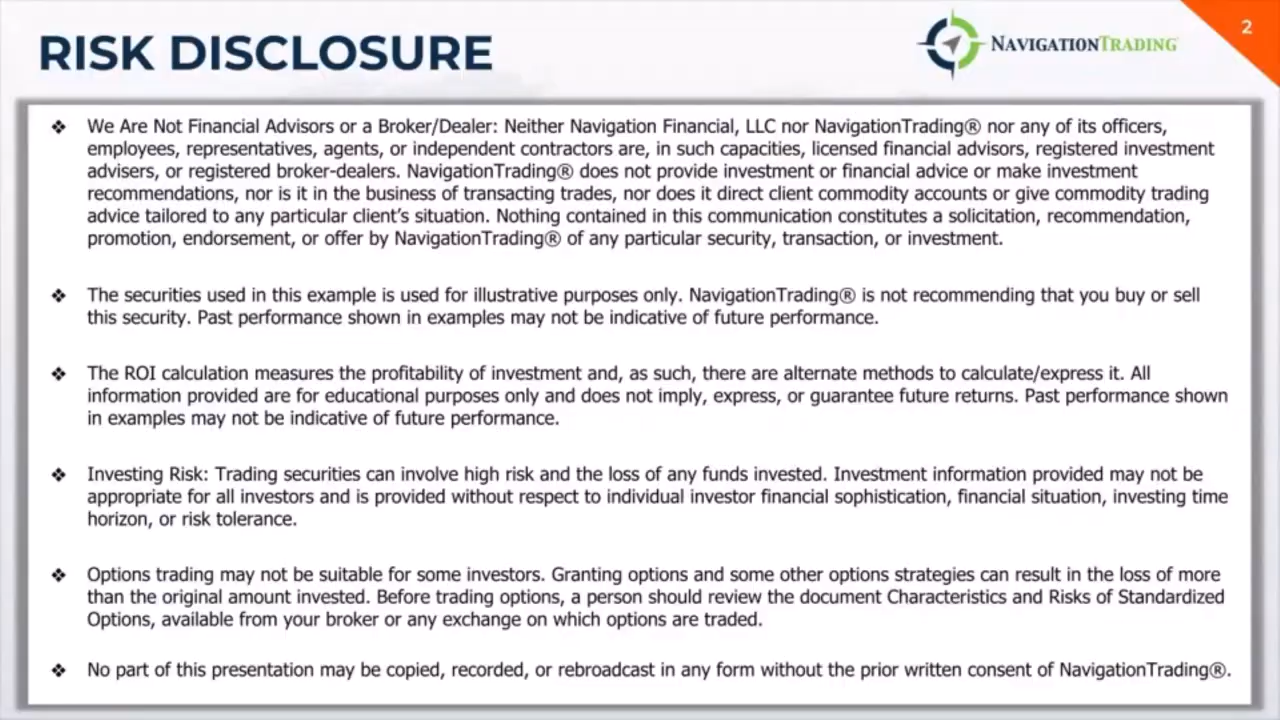 RISK DISCLOSURE
NAVIGATIONTRADING
2
❖ We Are Not Financial Advisors or a Broker/Dealer: Neither Navigation Financial, LLC nor NavigationTrading® nor any of its officers,
employees, representatives, agents, or independent contractors are, in such capacities, licensed financial advisors, registered investment
advisers, or registered broker-dealers. NavigationTrading® does not provide investment or financial advice or make investment
recommendations, nor is it in the business of transacting trades, nor does it direct client commodity accounts or give commodity trading
advice tailored to any particular client's situation. Nothing contained in this communication constitutes a solicitation, recommendation,
promotion, endorsement, or offer by NavigationTrading® of any particular security, transaction, or investment.
❖ The securities used in this example is used for illustrative purposes only. NavigationTrading® is not recommending that you buy or sell
this security. Past performance shown in examples may not be indicative of future performance.
❖ The ROI calculation measures the profitability of investment and, as such, there are alternate methods to calculate/express it. All
information provided are for educational purposes only and does not imply, express, or guarantee future returns. Past performance shown
in examples may not be indicative of future performance.
❖ Investing Risk: Trading securities can involve high risk and the loss of any funds invested. Investment information provided may not be
appropriate for all investors and is provided without respect to individual investor financial sophistication, financial situation, investing time
horizon, or risk tolerance.
❖ Options trading may not be suitable for some investors. Granting options and some other options strategies can result in the loss of more
than the original amount invested. Before trading options, a person should review the document Characteristics and Risks of Standardized
Options, available from your broker or any exchange on which options are traded.
❖ No part of this presentation may be copied, recorded, or rebroadcast in any form without the prior written consent of NavigationTrading®.